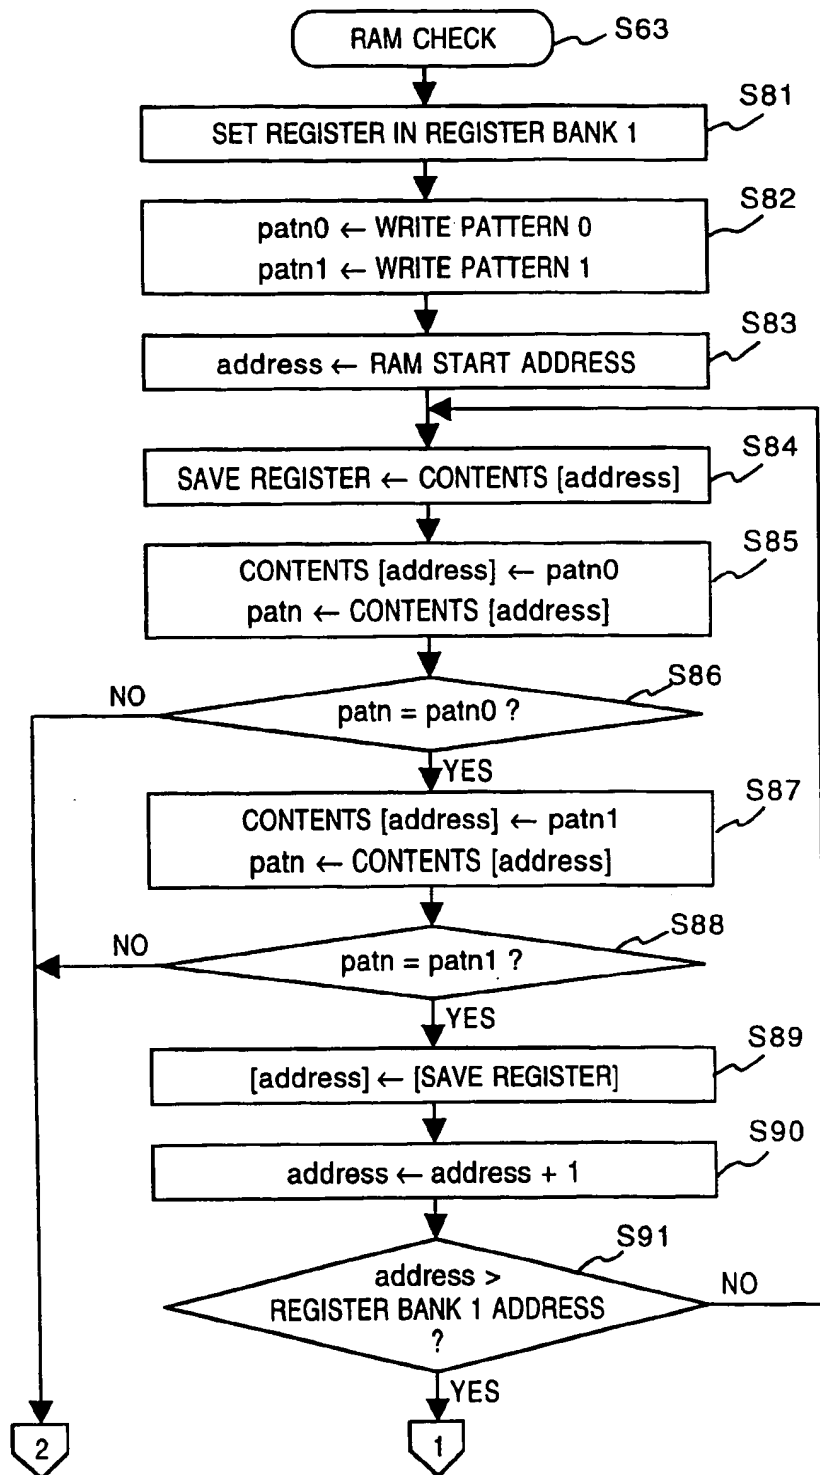 RAM CHECK
S63
S81
SET REGISTER IN REGISTER BANK 1
S82
patn0 ← WRITE PATTERN 0
patn1 ← WRITE PATTERN 1
S83
address ← RAM START ADDRESS
S84
SAVE REGISTER ← CONTENTS [address]
S85
CONTENTS [address] ← patn0
patn ← CONTENTS [address]
S86
NO
patn = patn0 ?
YES
S87
CONTENTS [address] ← patn1
patn ← CONTENTS [address]
S88
NO
patn = patn1 ?
YES
S89
[address] ← [SAVE REGISTER]
S90
address ← address + 1
S91
address >
REGISTER BANK 1 ADDRESS
?
NO
YES
2
1